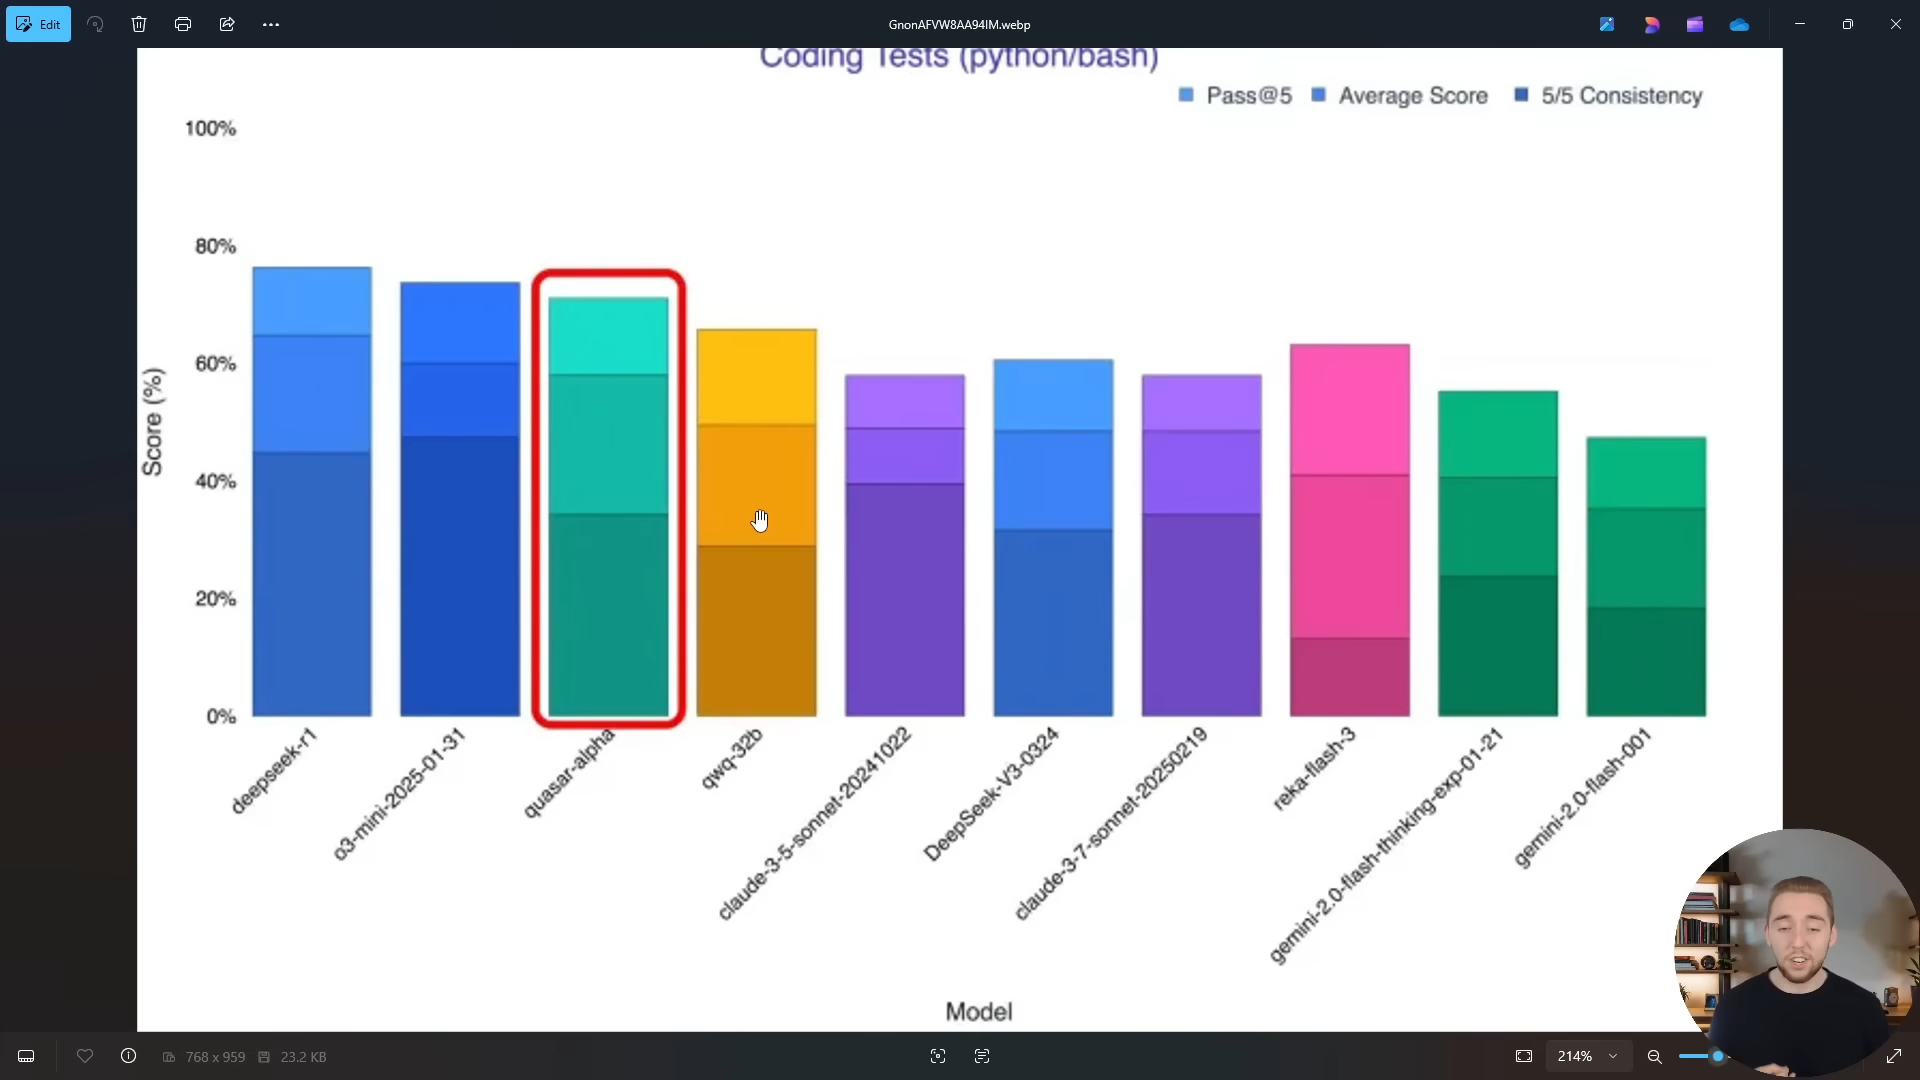 Edit
GnonAFVW8AA94IM.webp
Coding Tests (python/bash)
Pass@5 Average Score 5/5 Consistency
100%
80%
60%
40%
20%
0%
Score (%)
deepseek-r1
o3-mini-2025-01-31
quasar-alpha
qwq-32b
claude-3-5-sonnet-20241022
DeepSeek-V3-0324
claude-3-7-sonnet-20250219
reka-flash-3
gemini-2.0-flash-thinking-exp-01-21
gemini-2.0-flash-001
Model
768 x 959 23.2 KB
214%